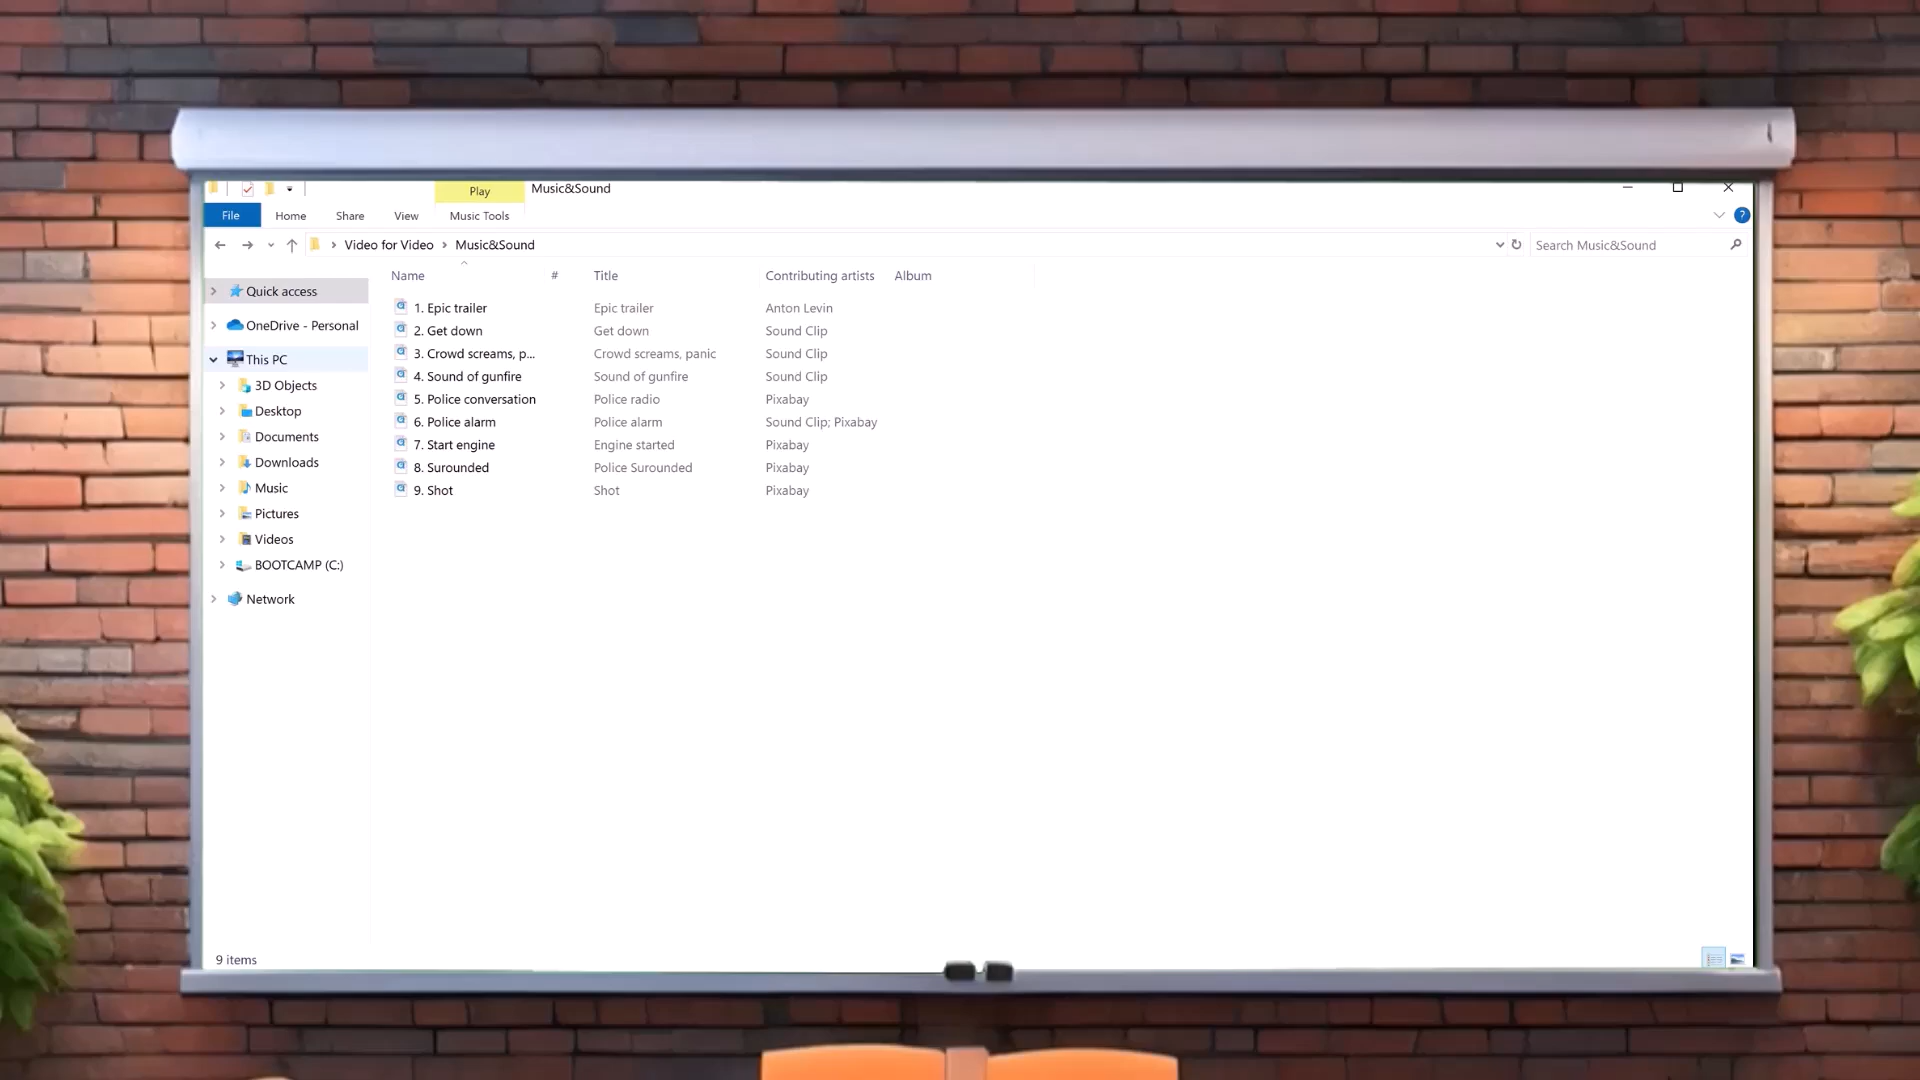 Play Music&Sound
File Home Share View Music Tools
Video for Video Music&Sound Search Music&Sound
Name # Title Contributing artists Album
Quick access
OneDrive - Personal
This PC
3D Objects
Desktop
Documents
Downloads
Music
Pictures
Videos
BOOTCAMP (C:)
Network
1. Epic trailer Epic trailer Anton Levin
2. Get down Get down Sound Clip
3. Crowd screams, p... Crowd screams, panic Sound Clip
4. Sound of gunfire Sound of gunfire Sound Clip
5. Police conversation Police radio Pixabay
6. Police alarm Police alarm Sound Clip; Pixabay
7. Start engine Engine started Pixabay
8. Surounded Police Surounded Pixabay
9. Shot Shot Pixabay
9 items